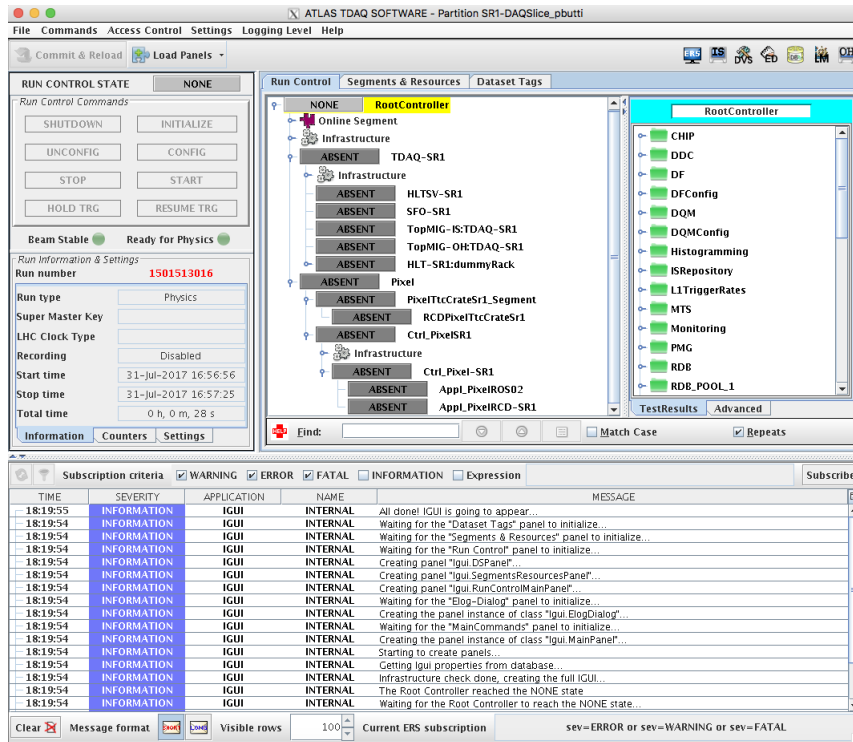 ATLAS TDAQ SOFTWARE - Partition SR1-DAQSlice_pbutti
File Commands Access Control Settings Logging Level Help
Commit & Reload Load Panels
ERS IS DVS ED DB LM OH
RUN CONTROL STATE NONE
Run Control Commands
SHUTDOWN INITIALIZE
UNCONFIG CONFIG
STOP START
HOLD TRG RESUME TRG
Beam Stable Ready for Physics
Run Information & Settings
Run number 1501513016
Run type Physics
Super Master Key
LHC Clock Type
Recording Disabled
Start time 31-Jul-2017 16:56:56
Stop time 31-Jul-2017 16:57:25
Total time 0 h, 0 m, 28 s
Information Counters Settings
Run Control Segments & Resources Dataset Tags
NONE RootController
Online Segment
Infrastructure
ABSENT TDAQ-SR1
Infrastructure
ABSENT HLTSV-SR1
ABSENT SFO-SR1
ABSENT TopMIG-IS:TDAQ-SR1
ABSENT TopMIG-OH:TDAQ-SR1
ABSENT HLT-SR1:dummyRack
ABSENT Pixel
ABSENT PixelTtcCrateSr1_Segment
ABSENT RCDPixelTtcCrateSr1
ABSENT Ctrl_PixelSR1
Infrastructure
ABSENT Ctrl_Pixel-SR1
ABSENT Appl_PixelROS02
ABSENT Appl_PixelRCD-SR1
RootController
CHIP
DDC
DF
DFConfig
DQM
DQMConfig
Histogramming
ISRepository
L1TriggerRates
MTS
Monitoring
PMG
RDB
RDB_POOL_1
TestResults Advanced
HELP Find: Match Case Repeats
Subscription criteria WARNING ERROR FATAL INFORMATION Expression Subscribe
TIME SEVERITY APPLICATION NAME MESSAGE
18:19:55 INFORMATION IGUI INTERNAL All done! IGUI is going to appear...
18:19:54 INFORMATION IGUI INTERNAL Waiting for the "Dataset Tags" panel to initialize...
18:19:54 INFORMATION IGUI INTERNAL Waiting for the "Segments & Resources" panel to initialize...
18:19:54 INFORMATION IGUI INTERNAL Waiting for the "Run Control" panel to initialize...
18:19:54 INFORMATION IGUI INTERNAL Creating panel "Igui.DSPanel"...
18:19:54 INFORMATION IGUI INTERNAL Creating panel "Igui.SegmentsResourcesPanel"...
18:19:54 INFORMATION IGUI INTERNAL Creating panel "Igui.RunControlMainPanel"...
18:19:54 INFORMATION IGUI INTERNAL Waiting for the "Elog-Dialog" panel to initialize...
18:19:54 INFORMATION IGUI INTERNAL Creating the panel instance of class "Igui.ElogDialog"...
18:19:54 INFORMATION IGUI INTERNAL Waiting for the "MainCommands" panel to initialize...
18:19:54 INFORMATION IGUI INTERNAL Creating the panel instance of class "Igui.MainPanel"...
18:19:54 INFORMATION IGUI INTERNAL Starting to create panels...
18:19:54 INFORMATION IGUI INTERNAL Getting Igui properties from database...
18:19:54 INFORMATION IGUI INTERNAL Infrastructure check done, creating the full IGUI...
18:19:54 INFORMATION IGUI INTERNAL The Root Controller reached the NONE state
18:19:54 INFORMATION IGUI INTERNAL Waiting for the Root Controller to reach the NONE state...
Clear Message format SHORT LONG Visible rows 100 Current ERS subscription sev=ERROR or sev=WARNING or sev=FATAL